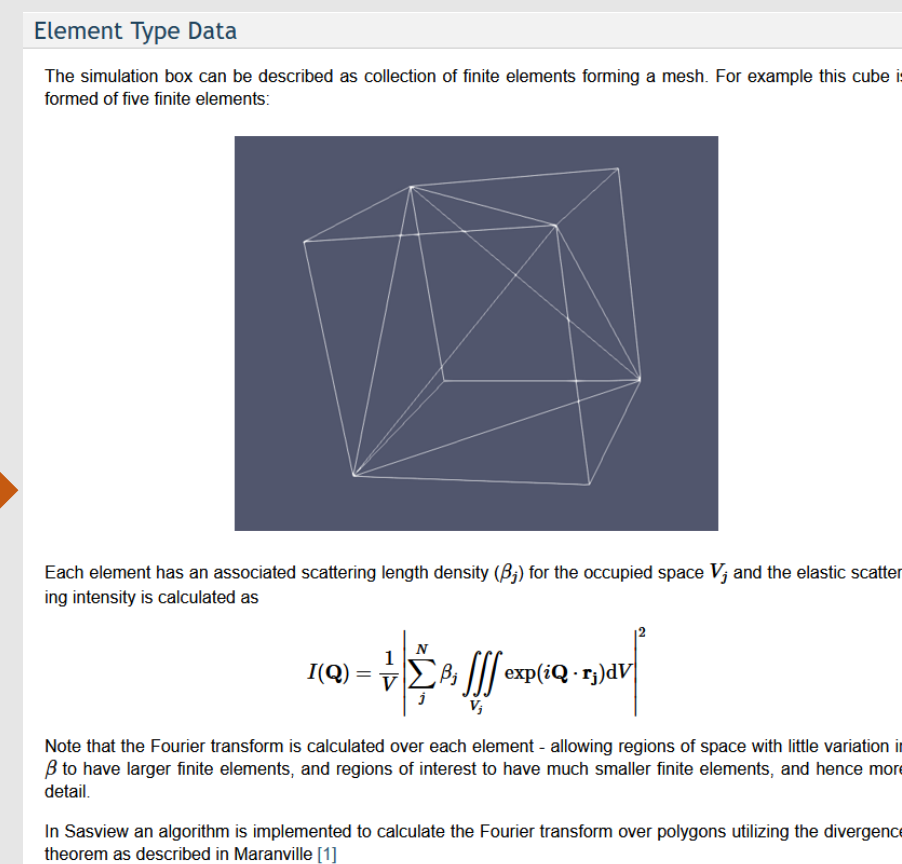 Element Type Data
The simulation box can be described as collection of finite elements forming a mesh. For example this cube is
formed of five finite elements:
Each element has an associated scattering length density (βj) for the occupied space Vj and the elastic scatter
ing intensity is calculated as
I(Q) = 1/V |∑_j^N βj ∭_Vj exp(iQ · rj)dV|²
Note that the Fourier transform is calculated over each element - allowing regions of space with little variation in
β to have larger finite elements, and regions of interest to have much smaller finite elements, and hence more
detail.
In Sasview an algorithm is implemented to calculate the Fourier transform over polygons utilizing the divergence
theorem as described in Maranville [1]